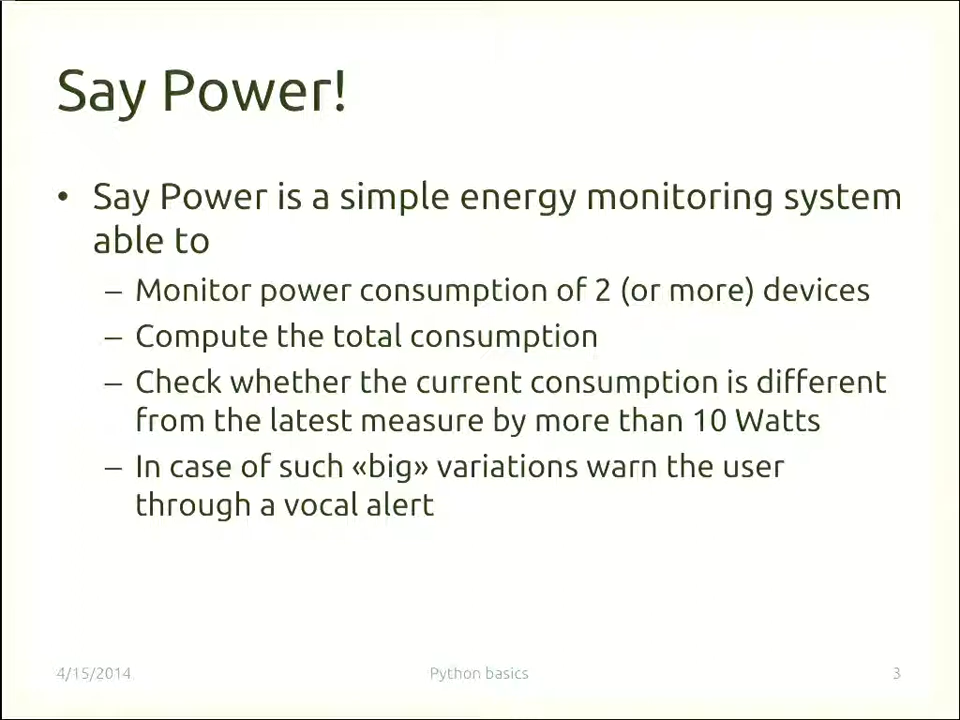 Say Power!
• Say Power is a simple energy monitoring system
able to
– Monitor power consumption of 2 (or more) devices
– Compute the total consumption
– Check whether the current consumption is different
from the latest measure by more than 10 Watts
– In case of such «big» variations warn the user
through a vocal alert
4/15/2014 Python basics 3